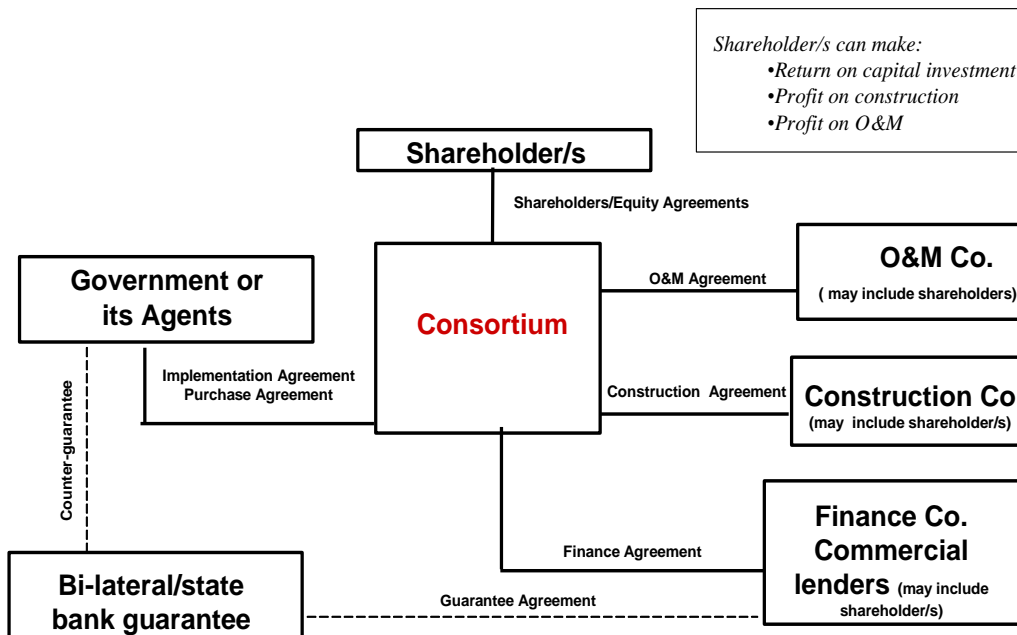 Shareholder/s can make:
•Return on capital investment
•Profit on construction
•Profit on O&M
Shareholder/s
Shareholders/Equity Agreements
Government or
its Agents
Consortium
O&M Agreement
O&M Co.
( may include shareholders)
Implementation Agreement
Purchase Agreement
Construction Agreement
Construction Co
(may include shareholder/s)
Counter-guarantee
Finance Agreement
Finance Co.
Commercial
lenders (may include
shareholder/s)
Bi-lateral/state
bank guarantee
Guarantee Agreement